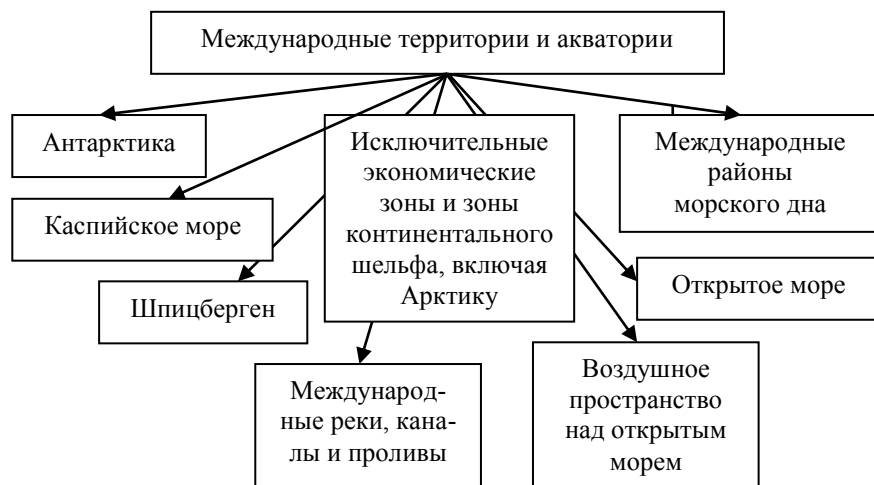 Международные территории и акватории
Антарктика
Каспийское море
Шпицберген
Исключительные
экономические
зоны и зоны
континентального
шельфа, включая
Арктику
Международные
районы
морского дна
Открытое море
Международ-
ные реки, кана-
лы и проливы
Воздушное
пространство
над открытым
морем